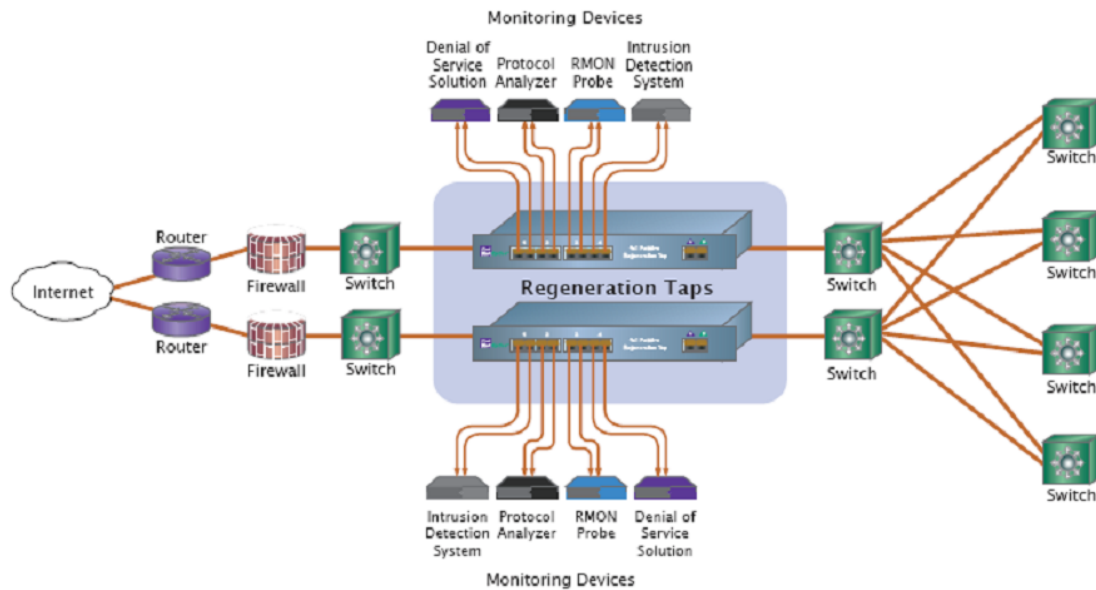 Monitoring Devices
Denial of
Service
Solution
Protocol
Analyzer
RMON
Probe
Intrusion
Detection
System
Switch
Router
Firewall
Switch
Switch
Switch
Internet
Regeneration Taps
Router
Firewall
Switch
Switch
Switch
Switch
Intrusion
Detection
System
Protocol
Analyzer
RMON
Probe
Denial of
Service
Solution
Monitoring Devices